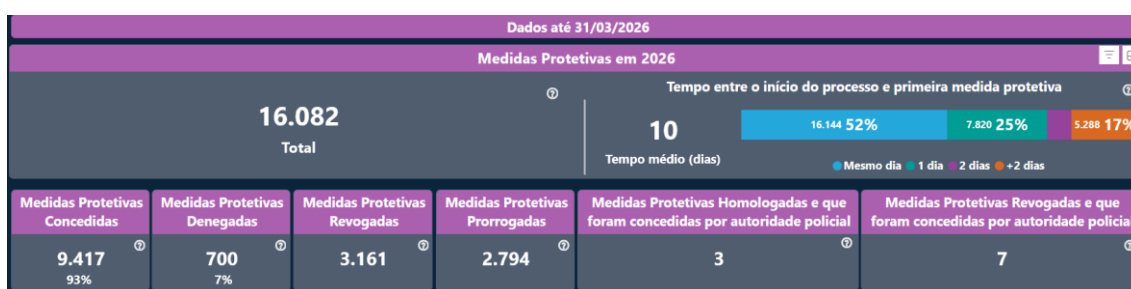 Dados até 31/03/2026
Medidas Protetivas em 2026
16.082
Total
Tempo entre o início do processo e primeira medida protetiva
10
Tempo médio (dias)
16.144 52%
7.820 25%
5.288 17%
Mesmo dia
1 dia
2 dias
+2 dias
Medidas Protetivas
Concedidas
9.417
93%
Medidas Protetivas
Denegadas
700
7%
Medidas Protetivas
Revogadas
3.161
Medidas Protetivas
Prorrogadas
2.794
Medidas Protetivas Homologadas e que
foram concedidas por autoridade policial
3
Medidas Protetivas Revogadas e que
foram concedidas por autoridade policial
7